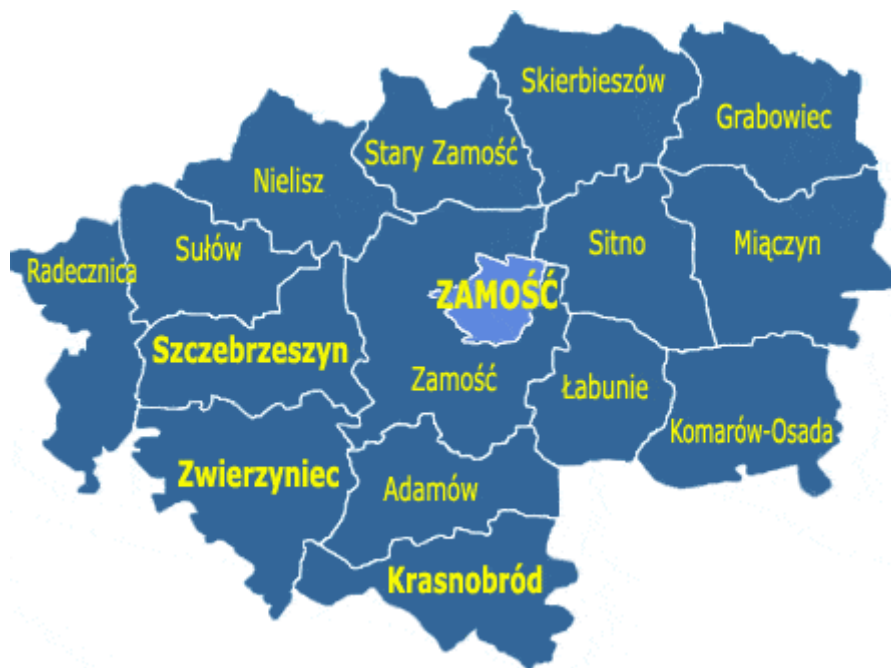 Skierbieszów
Grabowiec
Stary Zamość
Nielisz
Sułów
Sitno
Miączyn
Radecznica
ZAMOŚĆ
Szczebrzeszyn
Zamość
Łabunie
Komarów-Osada
Zwierzyniec
Adamów
Krasnobród